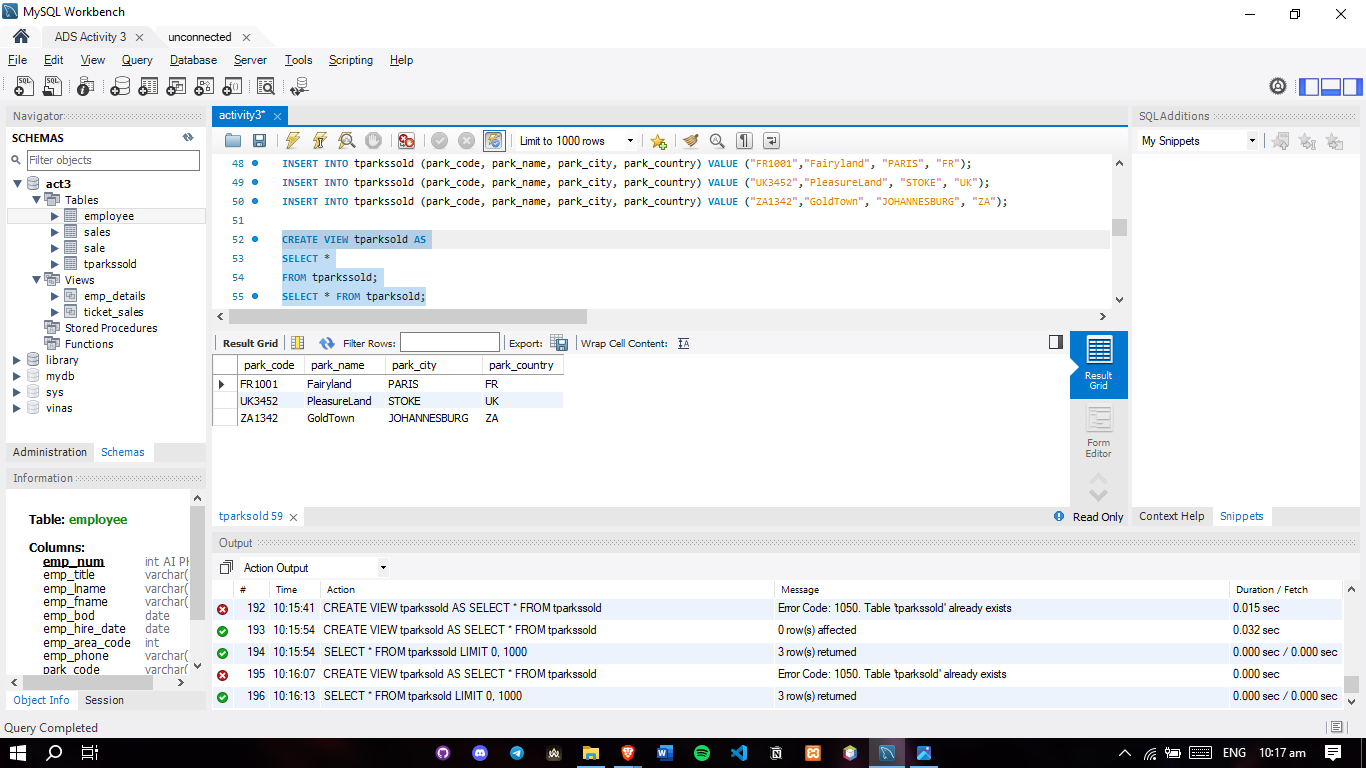 MySQL Workbench
ADS Activity 3
unconnected
File Edit View Query Database Server Tools Scripting Help
Navigator
SCHEMAS
Filter objects
act3
Tables
employee
sales
sale
tparkssold
Views
emp_details
ticket_sales
Stored Procedures
Functions
library
mydb
sys
vinas
Administration Schemas
Information
Table: employee
Columns:
emp_num int AI PK
emp_title varchar(
emp_lname varchar(
emp_fname varchar(
emp_bod date
emp_hire_date date
emp_area_code int
emp_phone varchar(
park_code varchar(
Object Info Session
activity3*
Limit to 1000 rows
48 INSERT INTO tparkssold (park_code, park_name, park_city, park_country) VALUE ("FR1001","Fairyland", "PARIS", "FR");
49 INSERT INTO tparkssold (park_code, park_name, park_city, park_country) VALUE ("UK3452","PleasureLand", "STOKE", "UK");
50 INSERT INTO tparkssold (park_code, park_name, park_city, park_country) VALUE ("ZA1342","GoldTown", "JOHANNESBURG", "ZA");
51
52 CREATE VIEW tparksold AS
53 SELECT *
54 FROM tparkssold;
55 SELECT * FROM tparksold;
Result Grid Filter Rows: Export: Wrap Cell Content:
park_code park_name park_city park_country
FR1001 Fairyland PARIS FR
UK3452 PleasureLand STOKE UK
ZA1342 GoldTown JOHANNESBURG ZA
Result
Grid
Form
Editor
tparksold 59
Read Only
SQLAdditions
My Snippets
Context Help Snippets
Output
Action Output
# Time Action Message Duration / Fetch
192 10:15:41 CREATE VIEW tparkssold AS SELECT * FROM tparkssold Error Code: 1050. Table 'tparkssold' already exists 0.015 sec
193 10:15:54 CREATE VIEW tparksold AS SELECT * FROM tparkssold 0 row(s) affected 0.032 sec
194 10:15:54 SELECT * FROM tparkssold LIMIT 0, 1000 3 row(s) returned 0.000 sec / 0.000 sec
195 10:16:07 CREATE VIEW tparksold AS SELECT * FROM tparkssold Error Code: 1050. Table 'tparksold' already exists 0.000 sec
196 10:16:13 SELECT * FROM tparksold LIMIT 0, 1000 3 row(s) returned 0.000 sec / 0.000 sec
Query Completed
ENG 10:17 am